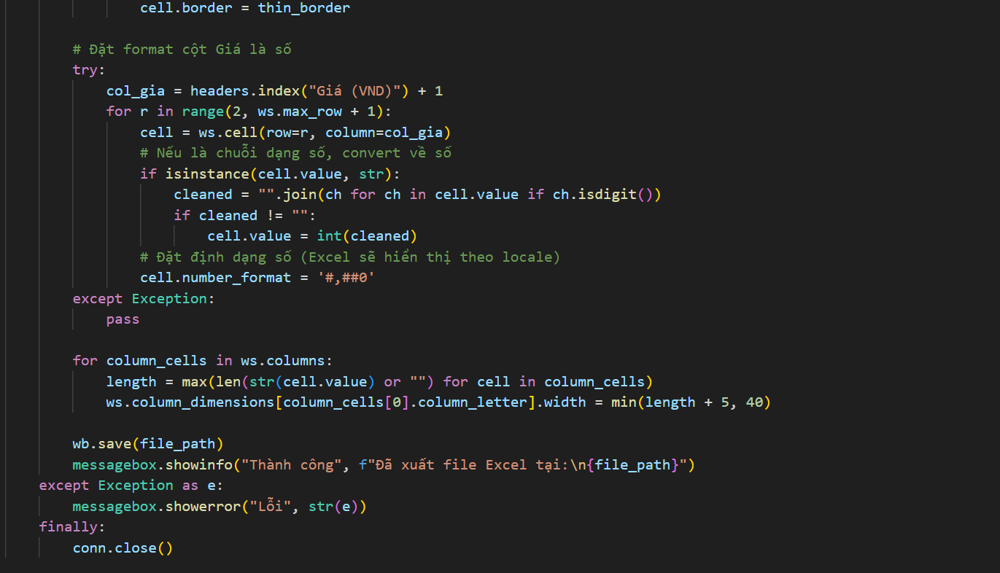 cell.border = thin_border
# Đặt format cột Giá là số
try:
col_gia = headers.index("Giá (VND)") + 1
for r in range(2, ws.max_row + 1):
cell = ws.cell(row=r, column=col_gia)
# Nếu là chuỗi dạng số, convert về số
if isinstance(cell.value, str):
cleaned = "".join(ch for ch in cell.value if ch.isdigit())
if cleaned != "":
cell.value = int(cleaned)
# Đặt định dạng số (Excel sẽ hiển thị theo locale)
cell.number_format = '#,##0'
except Exception:
pass
for column_cells in ws.columns:
length = max(len(str(cell.value) or "") for cell in column_cells)
ws.column_dimensions[column_cells[0].column_letter].width = min(length + 5, 40)
wb.save(file_path)
messagebox.showinfo("Thành công", f"Đã xuất file Excel tại:\n{file_path}")
except Exception as e:
messagebox.showerror("Lỗi", str(e))
finally:
conn.close()